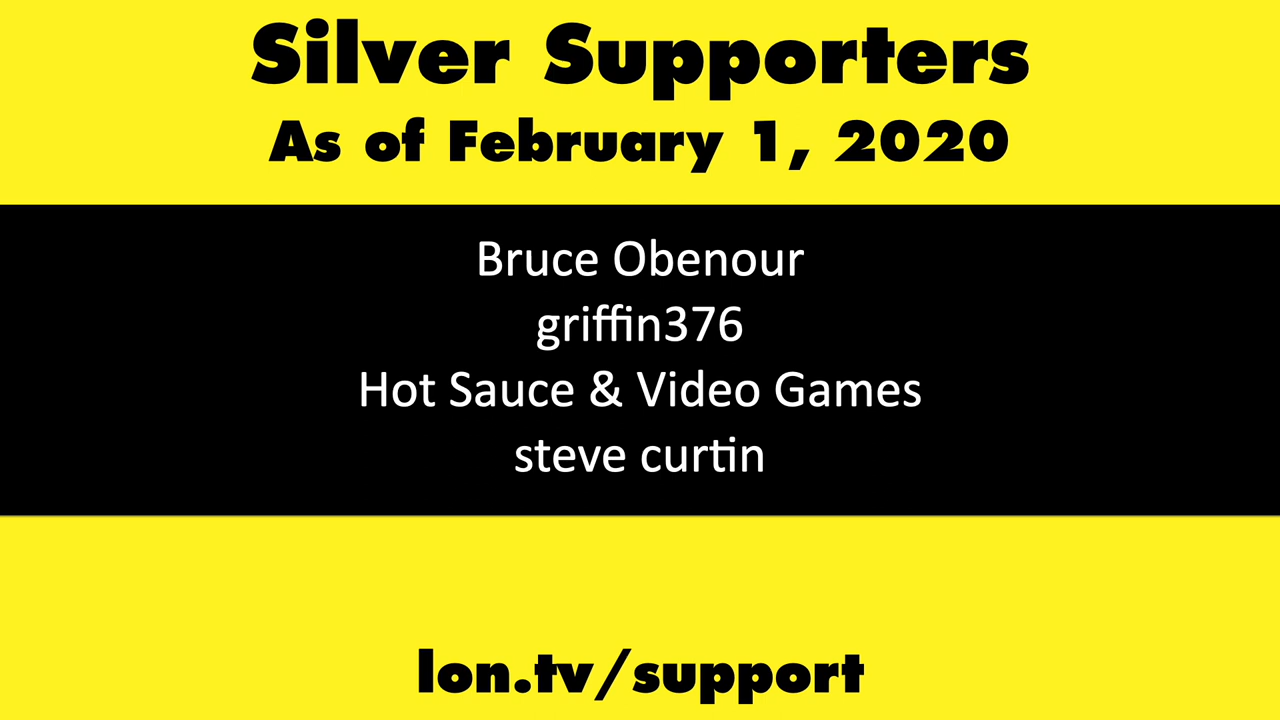 Silver Supporters
As of February 1, 2020
Bruce Obenour
griffin376
Hot Sauce & Video Games
steve curtin
lon.tv/support